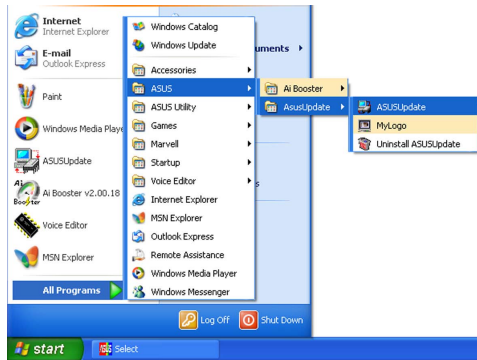 Internet
Internet Explorer
E-mail
Outlook Express
Paint
Windows Media Playe
ASUSUpdate
Ai Booster v2.00.18
Voice Editor
MSN Explorer
All Programs
Windows Catalog
Windows Update
Accessories
ASUS
ASUS Utility
Games
Marvell
Startup
Voice Editor
Internet Explorer
MSN Explorer
Outlook Express
Remote Assistance
Windows Media Player
Windows Messenger
uments
s
Ai Booster
AsusUpdate
ASUSUpdate
MyLogo
Uninstall ASUSUpdate
Log Off
Shut Down
start
Select